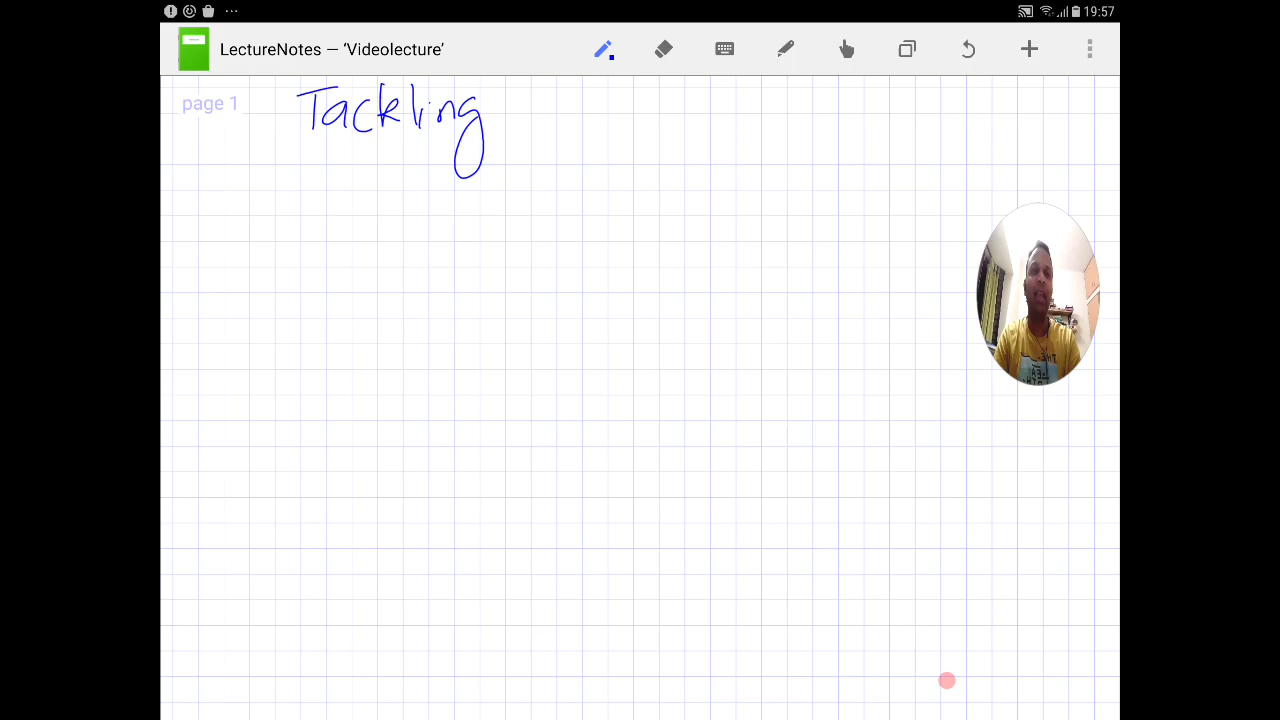 19:57
LectureNotes – ‘Videolecture’
page 1
Tackling